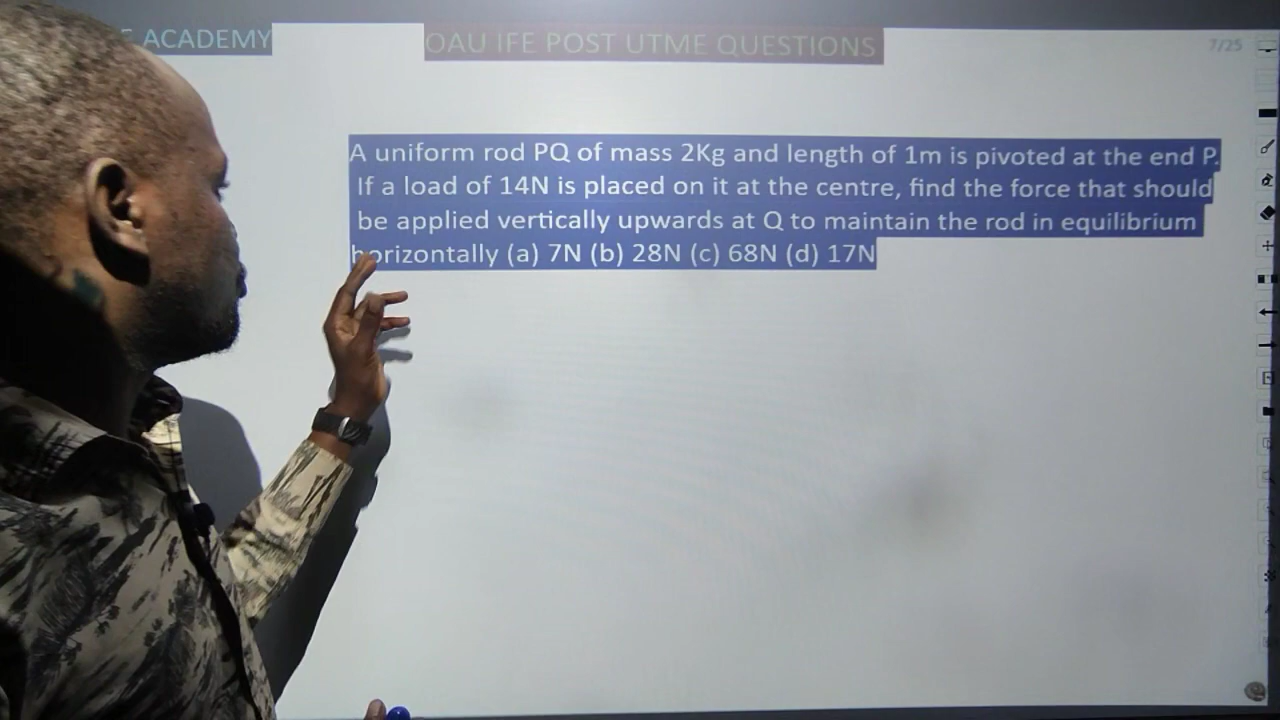 E ACADEMY
OAU IFE POST UTME QUESTIONS
7/25
A uniform rod PQ of mass 2Kg and length of 1m is pivoted at the end P.
If a load of 14N is placed on it at the centre, find the force that should
be applied vertically upwards at Q to maintain the rod in equilibrium
horizontally (a) 7N (b) 28N (c) 68N (d) 17N